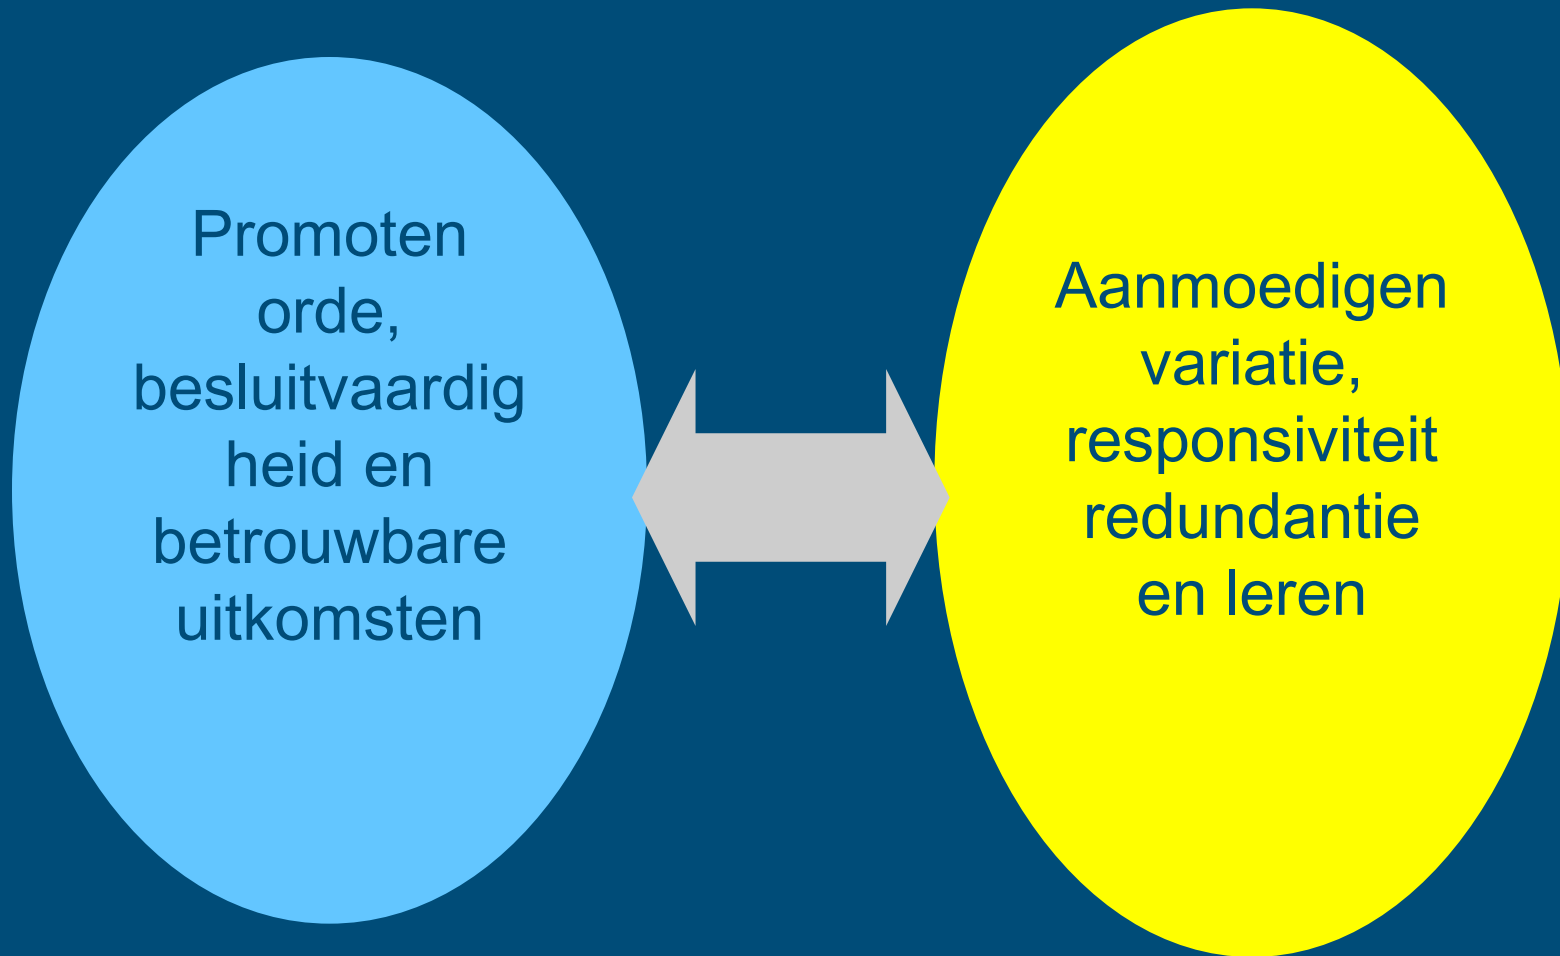 Promoten
orde,
besluitvaardig
heid en
betrouwbare
uitkomsten
Aanmoedigen
variatie,
responsiviteit
redundantie
en leren